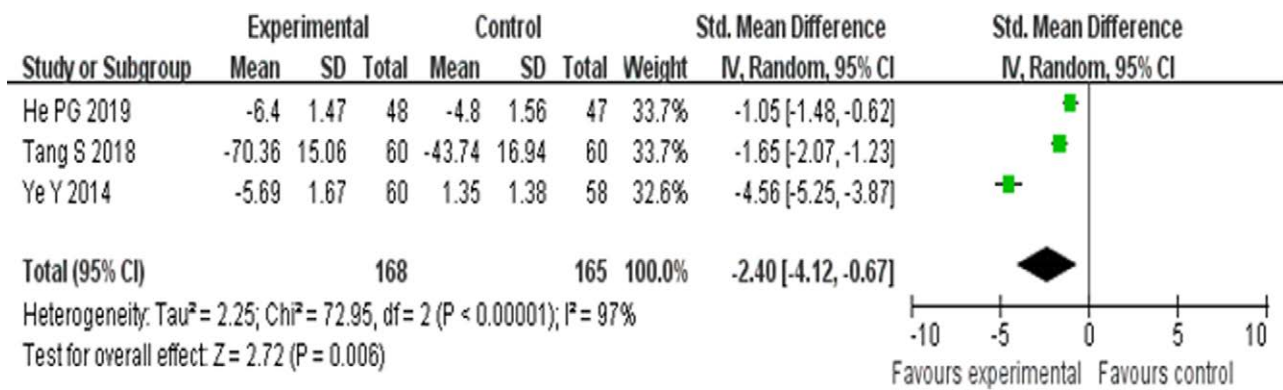 Experimental Control Std. Mean Difference Std. Mean Difference
Study or Subgroup Mean SD Total Mean SD Total Weight IV, Random, 95% CI IV, Random, 95% CI
He PG 2019 -6.4 1.47 48 -4.8 1.56 47 33.7% -1.05 [-1.48, -0.62]
Tang S 2018 -70.36 15.06 60 -43.74 16.94 60 33.7% -1.65 [-2.07, -1.23]
Ye Y 2014 -5.69 1.67 60 1.35 1.38 58 32.6% -4.56 [-5.25, -3.87]
Total (95% CI) 168 165 100.0% -2.40 [-4.12, -0.67]
Heterogeneity: Tau² = 2.25; Chi² = 72.95, df = 2 (P < 0.00001); I² = 97%
Test for overall effect: Z = 2.72 (P = 0.006)
-10 -5 0 5 10
Favours experimental Favours control